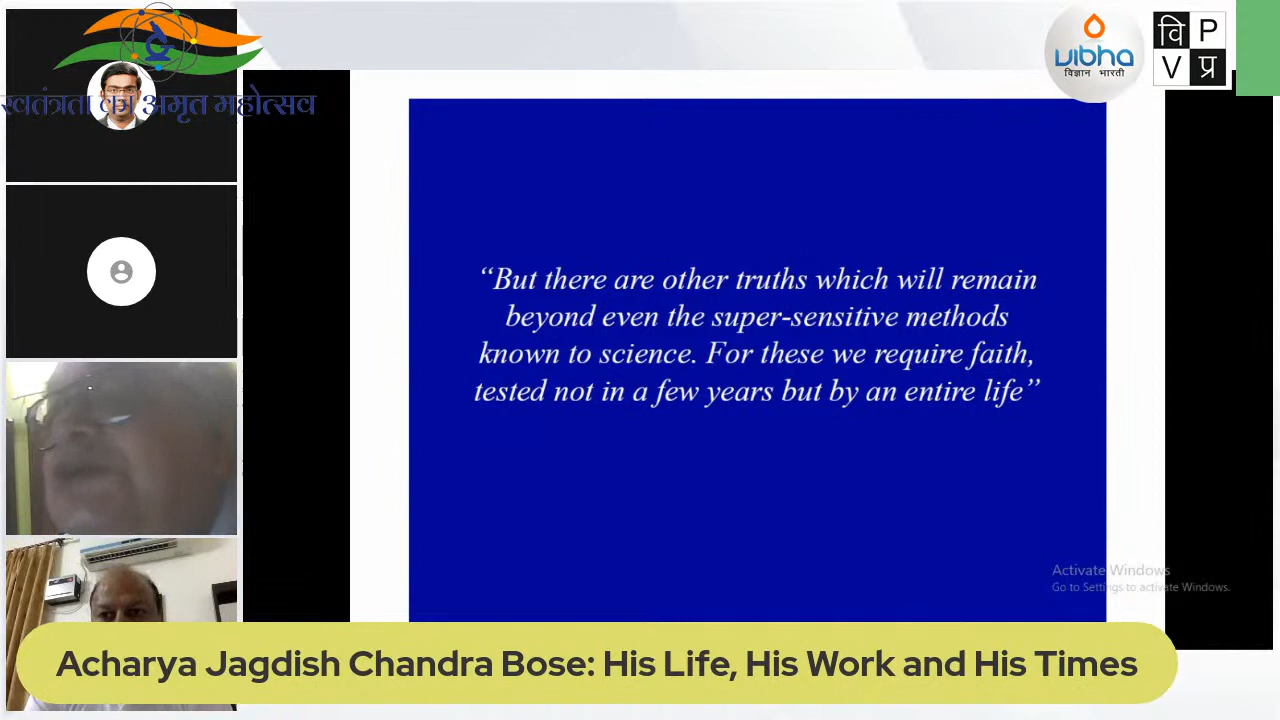 स्वतंत्रता का अमृत महोत्सव
vibha
विज्ञान भारती
वि P
V प्र
“But there are other truths which will remain
beyond even the super-sensitive methods
known to science. For these we require faith,
tested not in a few years but by an entire life”
Activate Windows
Go to Settings to activate Windows.
Acharya Jagdish Chandra Bose: His Life, His Work and His Times